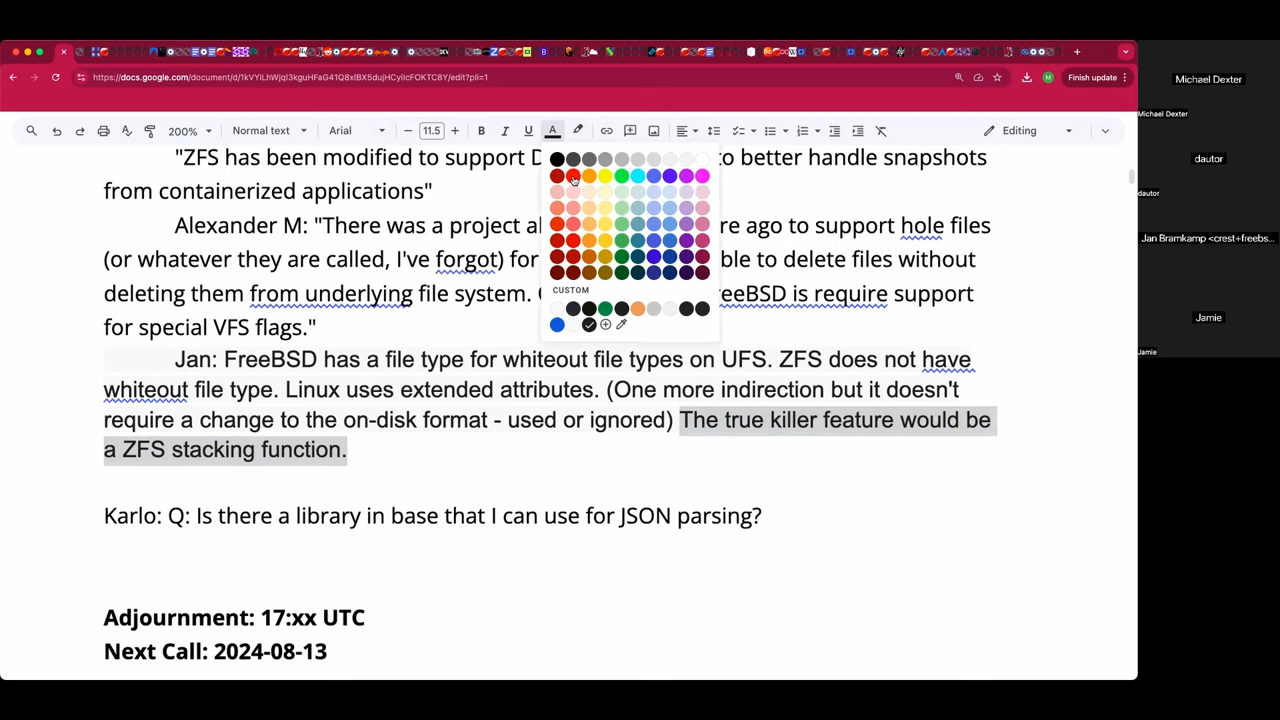 https://docs.google.com/document/d/1kVYiLhWjqI3kguHFaG41Q8xlBX5dujHCyiIcFOKTC8Y/edit?pli=1
M
Finish update
200%
Normal text
Arial
11.5
B
I
U
A
Editing
"ZFS has been modified to support D
to better handle snapshots
from containerized applications"
Alexander M: "There was a project a
re ago to support hole files
(or whatever they are called, I've forgot) for
ble to delete files without
deleting them from underlying file system.
reeBSD is require support
for special VFS flags."
CUSTOM
Jan: FreeBSD has a file type for whiteout file types on UFS. ZFS does not have
whiteout file type. Linux uses extended attributes. (One more indirection but it doesn't
require a change to the on-disk format - used or ignored) The true killer feature would be
a ZFS stacking function.
Karlo: Q: Is there a library in base that I can use for JSON parsing?
Adjournment: 17:xx UTC
Next Call: 2024-08-13
Michael Dexter
Michael Dexter
dautor
dautor
Jan Bramkamp <crest+freebs...
Jamie
Jamie